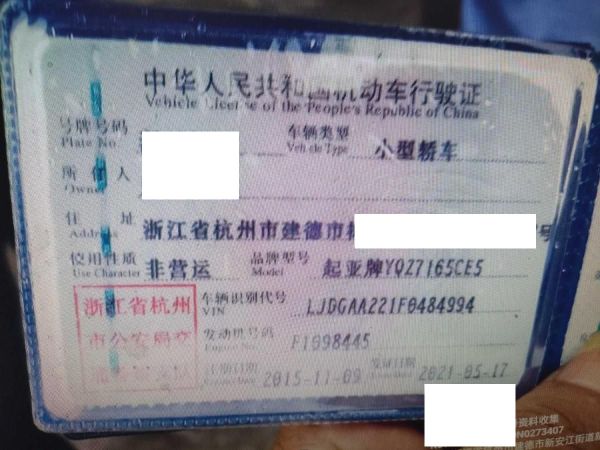 中华人民共和国机动车行驶证
Vehicle License of the People's Republic of China
号牌号码 车辆类型 小型轿车
Plate No. Vehicle Type
所有人
Owner
住 址 浙江省杭州市建德市 号
Address
使用性质 非营运 品牌型号 起亚牌YQZ7165CE5
Use Character Model
浙江省杭州 车辆识别代号 LJDGAA221F0484994
VIN
市公安局交 发动机号码 F1098445
Engine No.
注册日期 2015-11-09 发证日期 2021-05-17
资料收集
N0273407
建德市新安江街道新